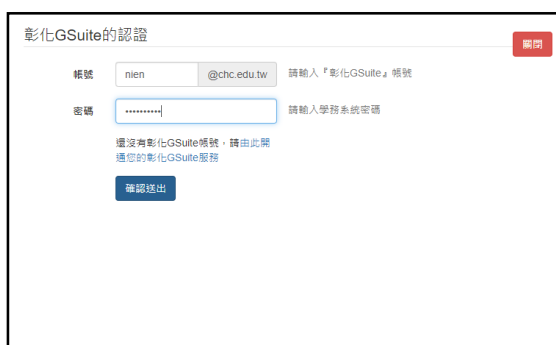 彰化GSuite的認證
關閉
帳號 nien @chc.edu.tw 請輸入『彰化GSuite』帳號
密碼 •••••••••• 請輸入學務系統密碼
還沒有彰化GSuite帳號，請由此開
通您的彰化GSuite服務
確認送出